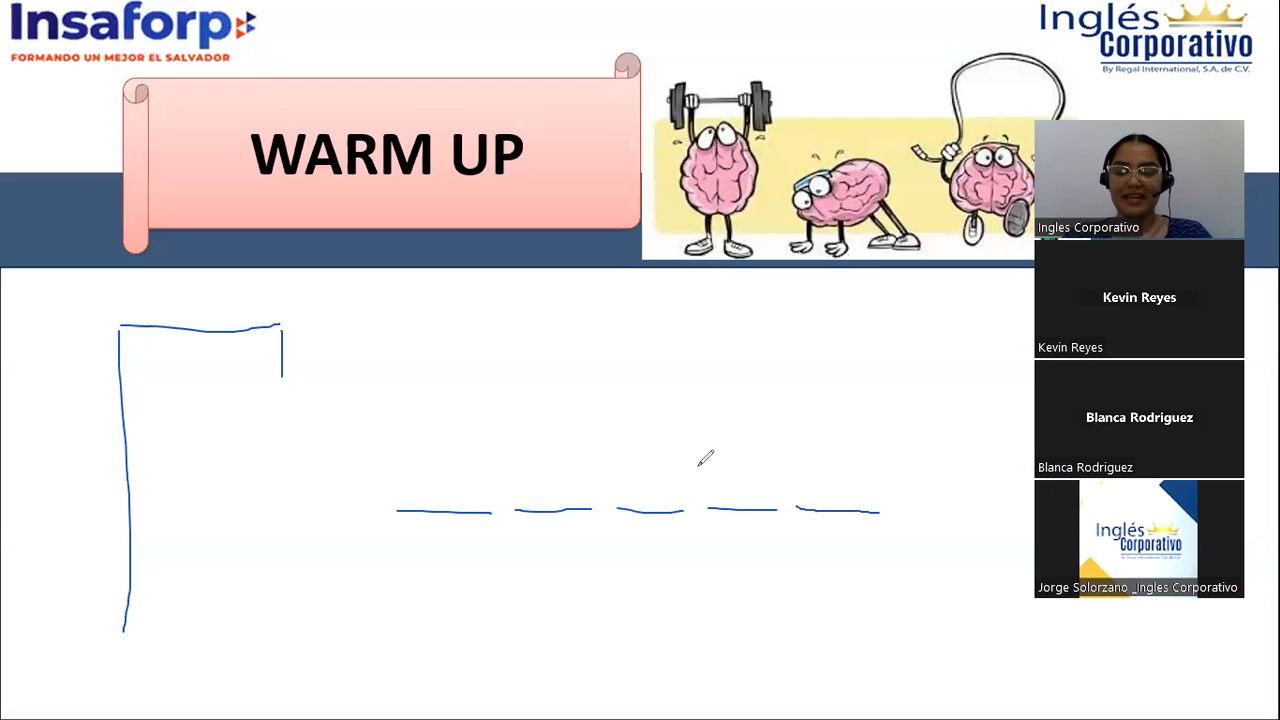 Insaforp
FORMANDO UN MEJOR EL SALVADOR
Inglés
Corporativo
By Regal International, S.A. de C.V.
WARM UP
Ingles Corporativo
Kevin Reyes
Kevin Reyes
Blanca Rodriguez
Blanca Rodriguez
Inglés
Corporativo
Jorge Solorzano _Ingles Corporativo